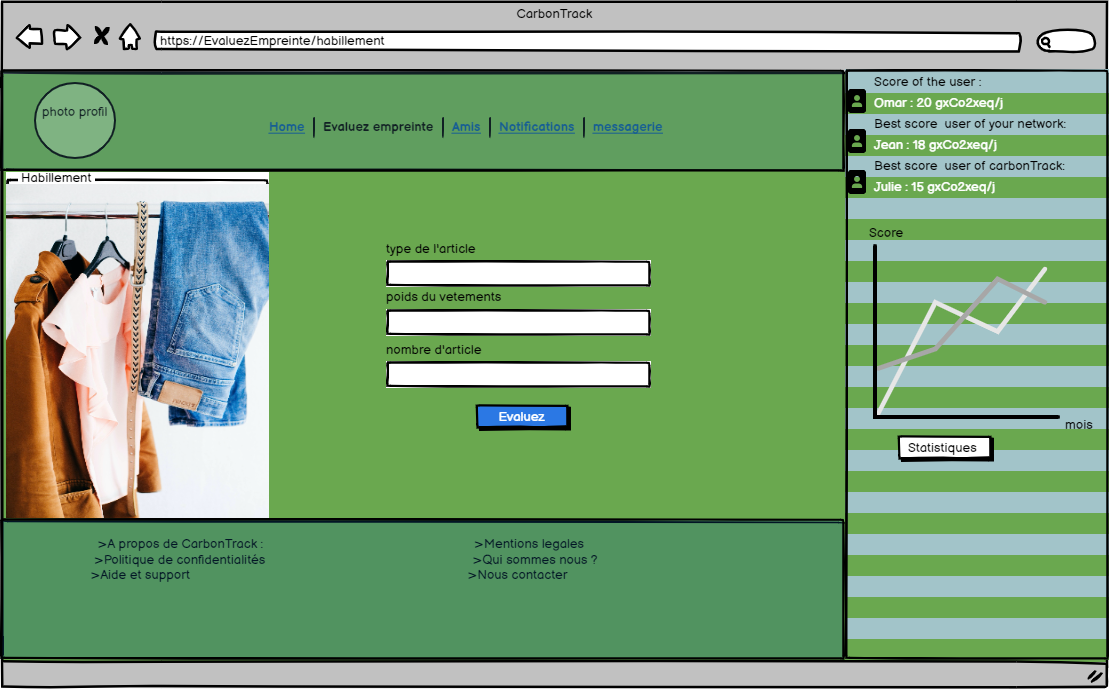 CarbonTrack
https://EvaluezEmpreinte/habillement
photo profil
Home | Evaluez empreinte | Amis | Notifications | messagerie
Score of the user :
Omar : 20 gxCo2xeq/j
Best score user of your network:
Jean : 18 gxCo2xeq/j
Best score user of carbonTrack:
Julie : 15 gxCo2xeq/j
Habillement
type de l'article
poids du vetements
nombre d'article
Evaluez
Score
mois
Statistiques
>A propos de CarbonTrack :
>Politique de confidentialités
>Aide et support
>Mentions legales
>Qui sommes nous ?
>Nous contacter